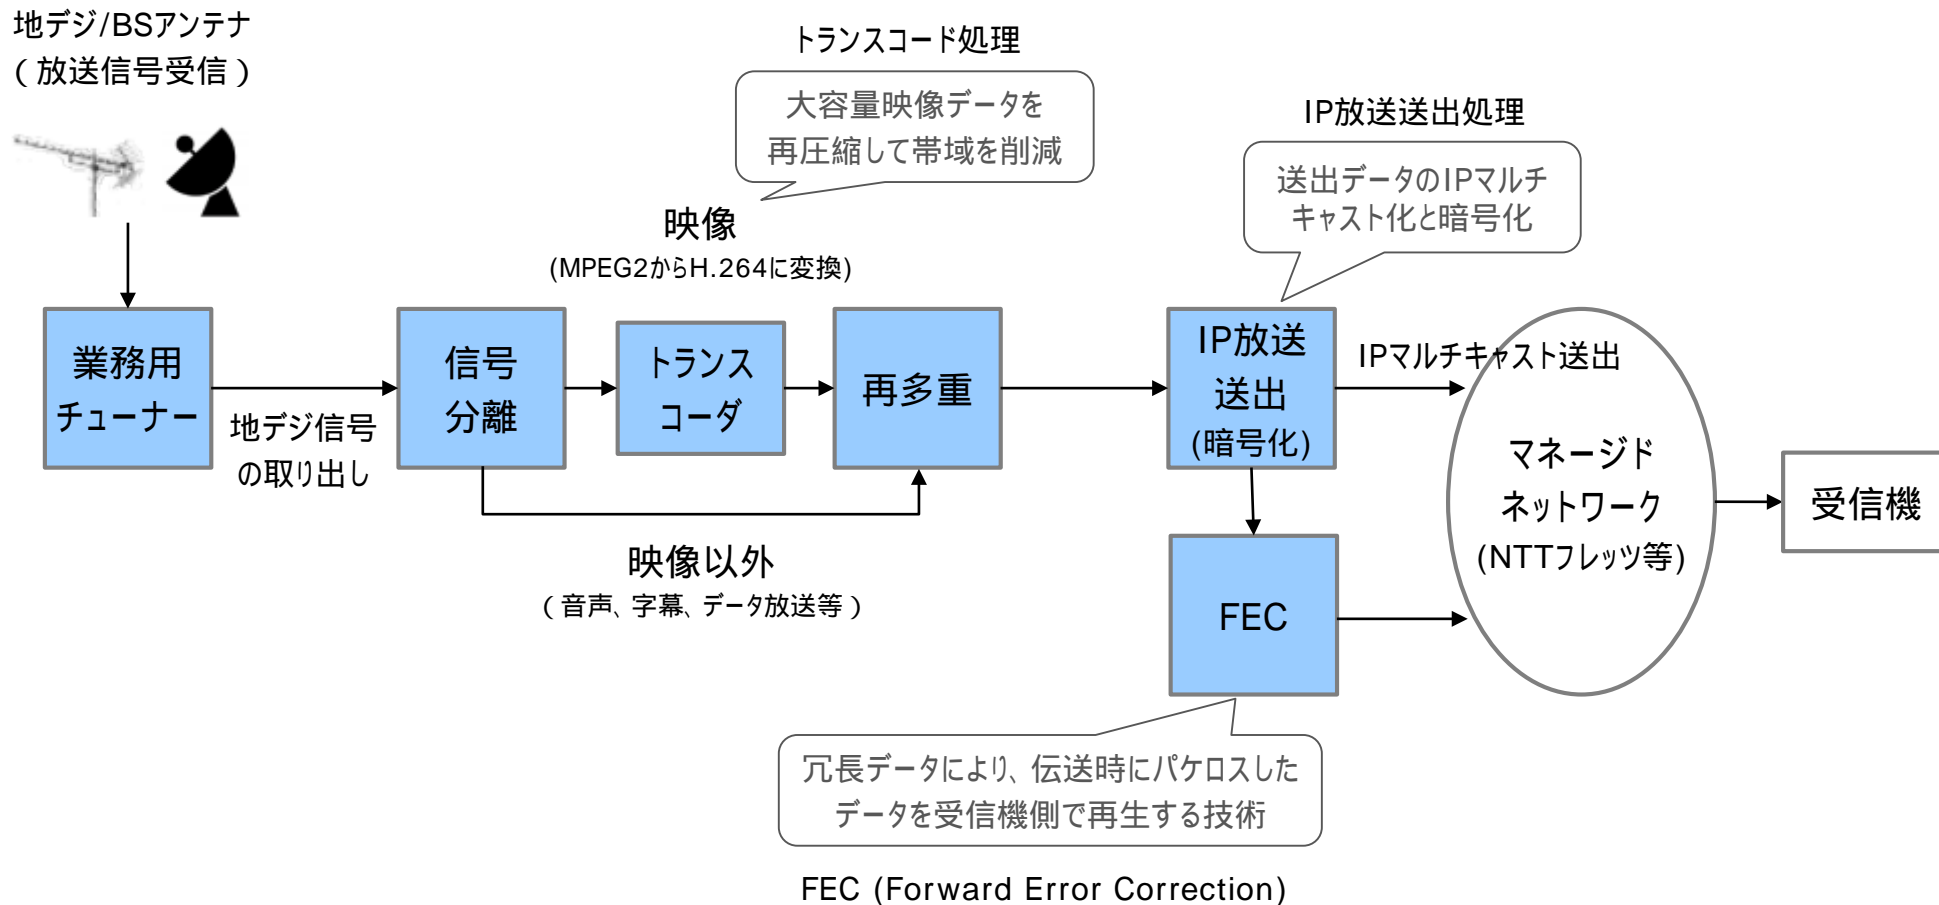 地デジ/BSアンテナ
(放送信号受信)
トランスコード処理
大容量映像データを
再圧縮して帯域を削減
IP放送送出処理
送出データのIPマルチ
キャスト化と暗号化
映像
(MPEG2からH.264に変換)
業務用
チューナー
地デジ信号
の取り出し
信号
分離
トランス
コーダ
再多重
IP放送
送出
(暗号化)
IPマルチキャスト送出
マネージド
ネットワーク
(NTTフレッツ等)
受信機
映像以外
(音声、字幕、データ放送等)
FEC
冗長データにより、伝送時にパケロスした
データを受信機側で再生する技術
FEC (Forward Error Correction)